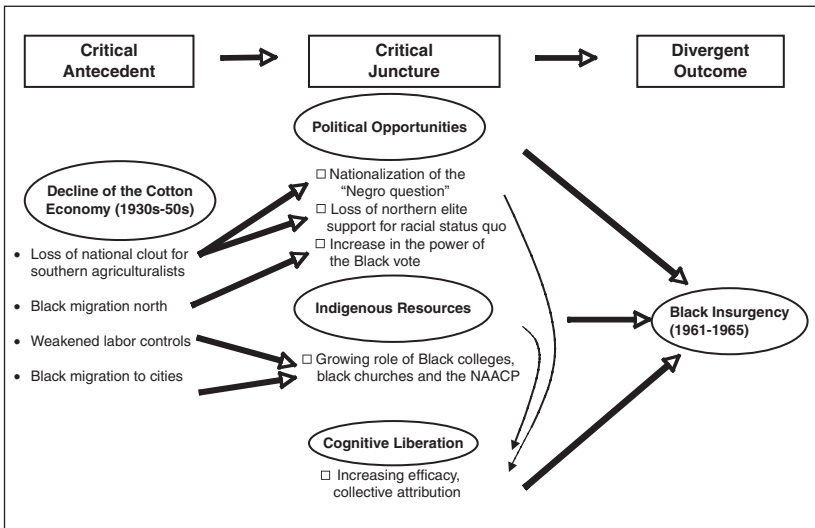 Critical
Antecedent
Critical
Juncture
Divergent
Outcome
Political Opportunities
□ Nationalization of the
“Negro question”
□ Loss of northern elite
support for racial status quo
□ Increase in the power of
the Black vote
Decline of the Cotton
Economy (1930s-50s)
• Loss of national clout for
southern agriculturalists
• Black migration north
• Weakened labor controls
• Black migration to cities
Indigenous Resources
□ Growing role of Black colleges,
black churches and the NAACP
Cognitive Liberation
□ Increasing efficacy,
collective attribution
Black Insurgency
(1961-1965)